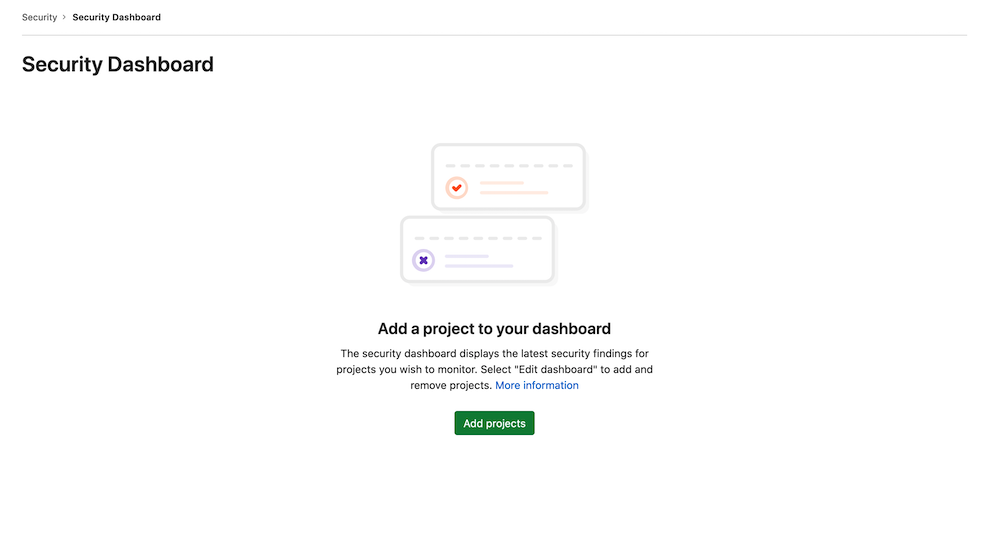 Security › Security Dashboard
Security Dashboard
Add a project to your dashboard
The security dashboard displays the latest security findings for
projects you wish to monitor. Select "Edit dashboard" to add and
remove projects. More information
Add projects